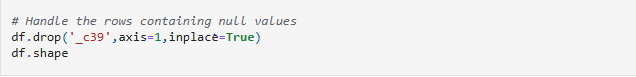 # Handle the rows containing null values
df.drop('_c39',axis=1,inplace=True)
df.shape